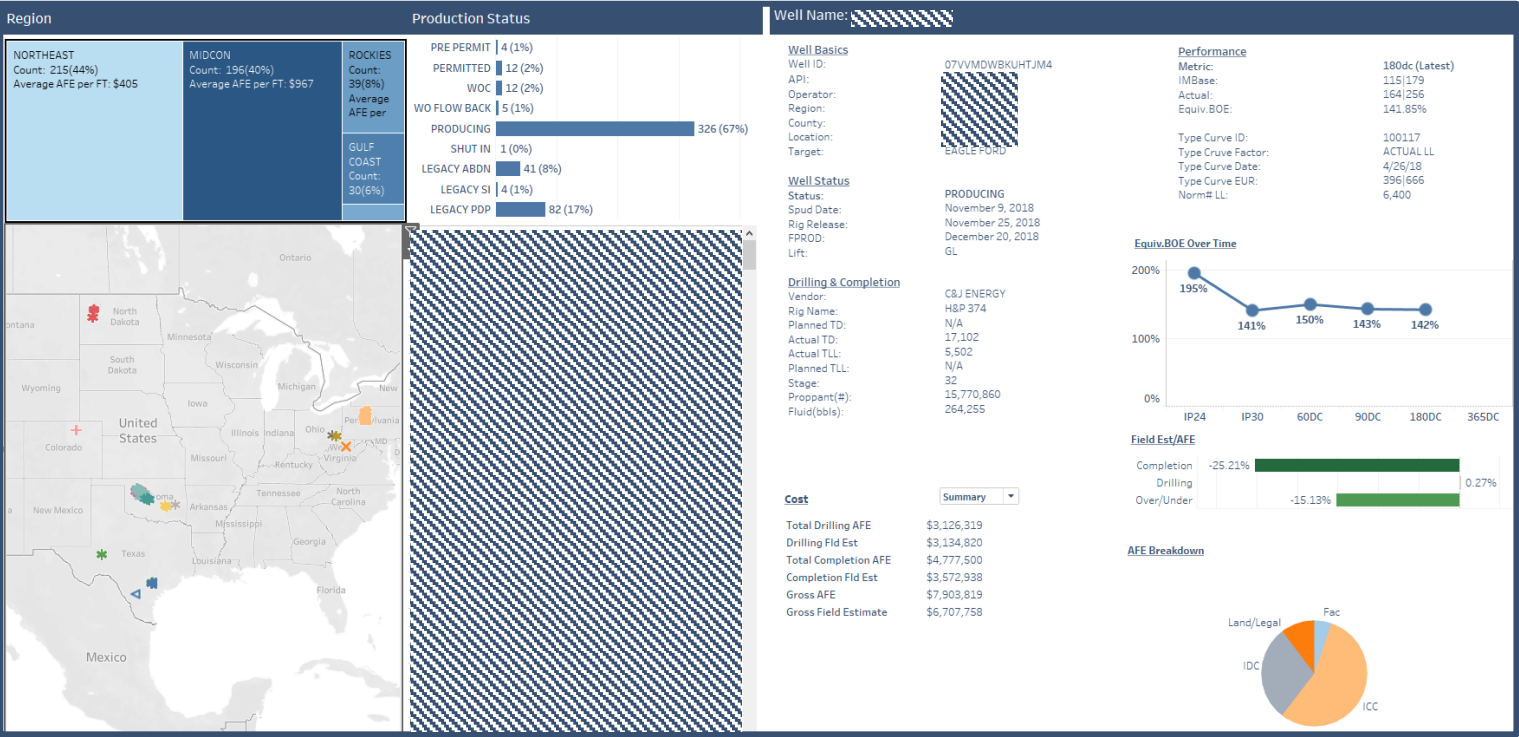 Region
NORTHEAST
Count: 215(44%)
Average AFE per FT: $405
MIDCON
Count: 196(40%)
Average AFE per FT: $967
ROCKIES
Count:
39(8%)
Average
AFE per
GULF
COAST
Count:
30(6%)
Production Status
PRE PERMIT 4 (1%)
PERMITTED 12 (2%)
WOC 12 (2%)
WO FLOW BACK 5 (1%)
PRODUCING 326 (67%)
SHUT IN 1 (0%)
LEGACY ABDN 41 (8%)
LEGACY SI 4 (1%)
LEGACY PDP 82 (17%)
Ontario
ontana
North
Dakota
Minnesota
South
Dakota
Wisconsin
Wyoming
Michigan
New
Iowa
Pennsylvania
United
States
Illinois
Indiana
Ohio
MD
D
Colorado
West
Virginia
Missouri
Kentucky
oma
Tennessee
North
Carolina
a
New Mexico
Arkansas
Mississippi
Georgia
Texas
Louisiana
Florida
Mexico
Well Name:
Well Basics
Well ID: 07VVMDWBKUHTJM4
API:
Operator:
Region:
County:
Location:
Target: EAGLE FORD
Well Status
Status: PRODUCING
Spud Date: November 9, 2018
Rig Release: November 25, 2018
FPROD: December 20, 2018
Lift: GL
Drilling & Completion
Vendor: C&J ENERGY
Rig Name: H&P 374
Planned TD: N/A
Actual TD: 17,102
Actual TLL: 5,502
Planned TLL: N/A
Stage: 32
Proppant(#): 15,770,860
Fluid(bbls): 264,255
Cost Summary
Total Drilling AFE $3,126,319
Drilling Fld Est $3,134,820
Total Completion AFE $4,777,500
Completion Fld Est $3,572,938
Gross AFE $7,903,819
Gross Field Estimate $6,707,758
Performance
Metric: 180dc (Latest)
IMBase: 115|179
Actual: 164|256
Equiv.BOE: 141.85%
Type Curve ID: 100117
Type Cruve Factor: ACTUAL LL
Type Curve Date: 4/26/18
Type Curve EUR: 396|666
Norm# LL: 6,400
Equiv.BOE Over Time
200%
195%
141%
150%
143%
142%
100%
0%
IP24 IP30 60DC 90DC 180DC 365DC
Field Est/AFE
Completion -25.21%
Drilling 0.27%
Over/Under -15.13%
AFE Breakdown
Fac
Land/Legal
IDC
ICC